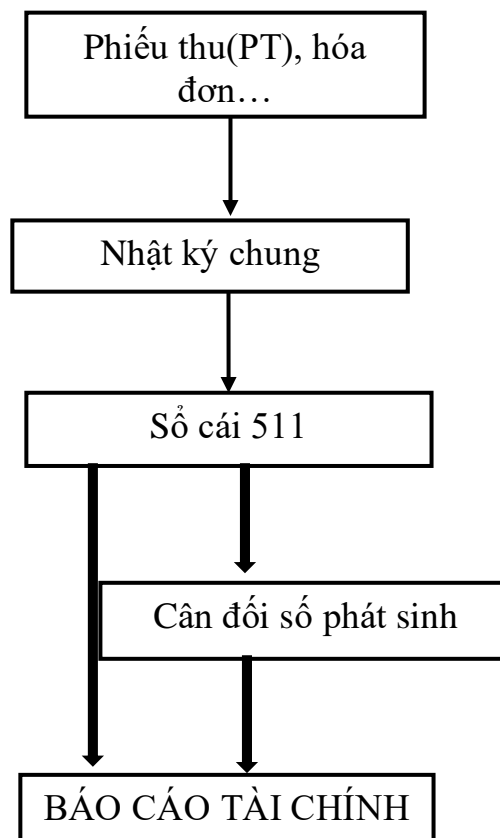 Phiếu thu(PT), hóa
đơn…
Nhật ký chung
Sổ cái 511
Cân đối số phát sinh
BÁO CÁO TÀI CHÍNH